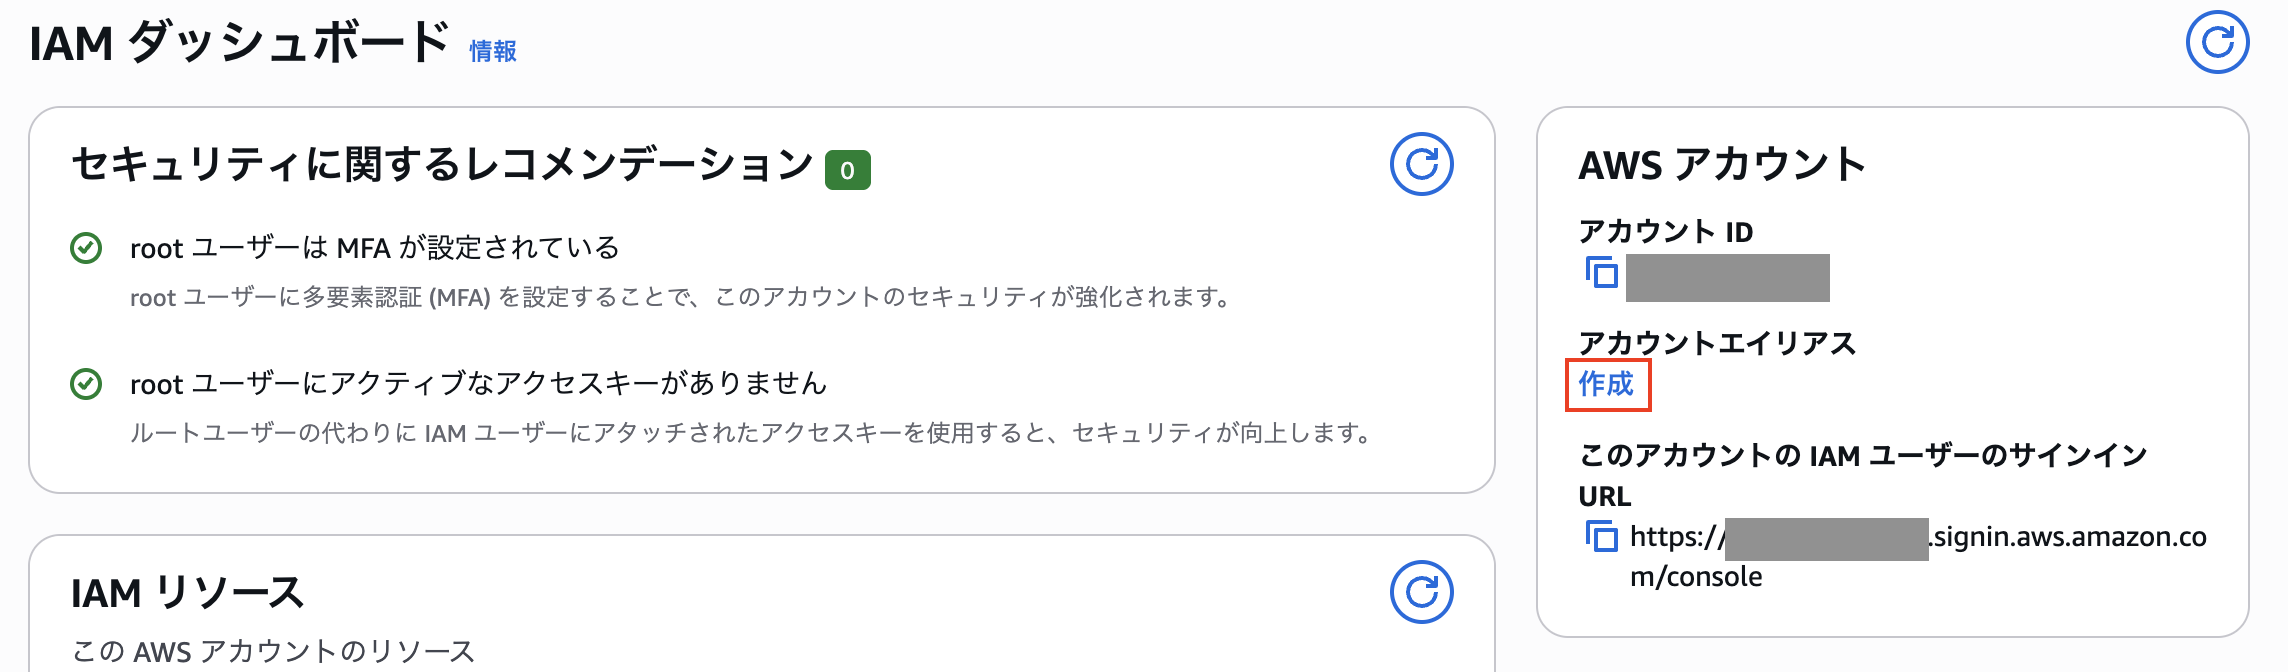 IAM ダッシュボード 情報
セキュリティに関するレコメンデーション 0
root ユーザーは MFA が設定されている
root ユーザーに多要素認証 (MFA) を設定することで、このアカウントのセキュリティが強化されます。
root ユーザーにアクティブなアクセスキーがありません
ルートユーザーの代わりに IAM ユーザーにアタッチされたアクセスキーを使用すると、セキュリティが向上します。
IAM リソース
この AWS アカウントのリソース
AWS アカウント
アカウント ID
アカウントエイリアス
作成
このアカウントの IAM ユーザーのサインイン
URL
https:// .signin.aws.amazon.co
m/console